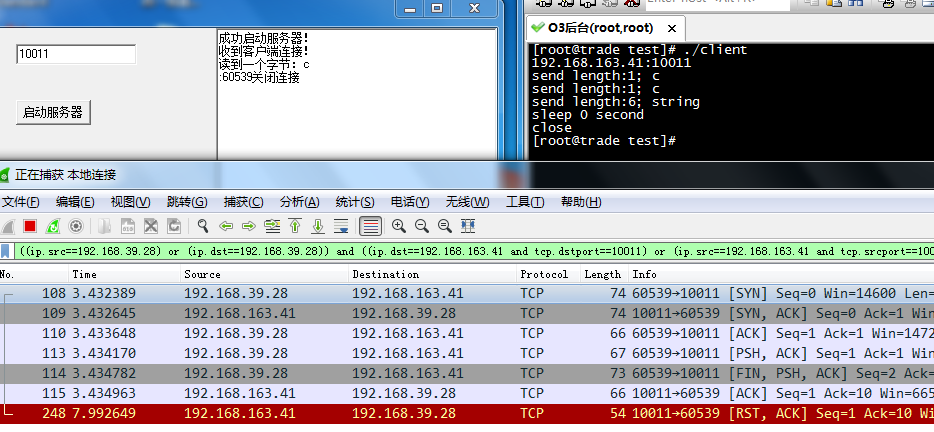 10011
启动服务器
成功启动服务器!
收到客户端连接!
读到一个字节: c
:60539关闭连接
O3后台(root,root)
[root@trade test]# ./client
192.168.163.41:10011
send length:1; c
send length:1; c
send length:6; string
sleep 0 second
close
[root@trade test]#
正在捕获 本地连接
文件(F) 编辑(E) 视图(V) 跳转(G) 捕获(C) 分析(A) 统计(S) 电话(Y) 无线(W) 工具(T) 帮助(H)
((ip.src==192.168.39.28) or (ip.dst==192.168.39.28)) and ((ip.dst==192.168.163.41 and tcp.dstport==10011) or (ip.src==192.168.163.41 and tcp.srcport==100
No. Time Source Destination Protocol Length Info
108 3.432389 192.168.39.28 192.168.163.41 TCP 74 60539→10011 [SYN] Seq=0 Win=14600 Len=
109 3.432645 192.168.163.41 192.168.39.28 TCP 74 10011→60539 [SYN, ACK] Seq=0 Ack=1 Win
110 3.433648 192.168.39.28 192.168.163.41 TCP 66 60539→10011 [ACK] Seq=1 Ack=1 Win=1472
113 3.434170 192.168.39.28 192.168.163.41 TCP 67 60539→10011 [PSH, ACK] Seq=1 Ack=1 Win
114 3.434782 192.168.39.28 192.168.163.41 TCP 73 60539→10011 [FIN, PSH, ACK] Seq=2 Ack=
115 3.434963 192.168.163.41 192.168.39.28 TCP 66 10011→60539 [ACK] Seq=1 Ack=10 Win=665
248 7.992649 192.168.163.41 192.168.39.28 TCP 54 10011→60539 [RST, ACK] Seq=1 Ack=10 Wi